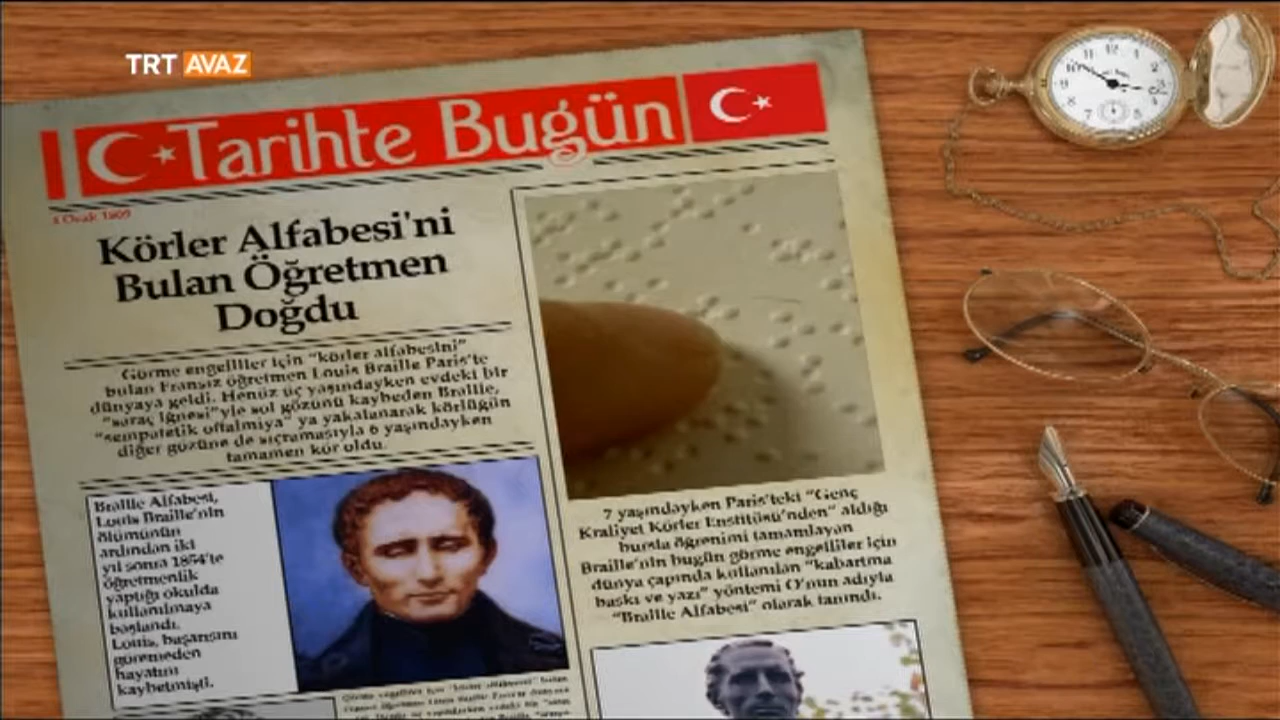 TRT AVAZ
Tarihte Bugün
4 Ocak 1809
Körler Alfabesi'ni
Bulan Öğretmen
Doğdu
Görme engelliler için "körler alfabesini"
bulan Fransız öğretmen Louis Braille Paris'te
dünyaya geldi. Henüz üç yaşındayken evdeki bir
"saraç iğnesi"yle sol gözünü kaybeden Braille,
"sempatetik oftalmiya" ya yakalanarak körlüğün
diğer gözüne de sıçramasıyla 6 yaşındayken
tamamen kör oldu.
Braille Alfabesi,
Louis Braille'nin
ölümünün
ardından iki
yıl sonra 1854'te
öğretmenlik
yaptığı okulda
kullanılmaya
başlandı.
Louis, başarısını
göremeden
hayatını
kaybetmişti.
7 yaşındayken Paris'teki "Genç
Kraliyet Körler Enstitüsü'nden" aldığı
bursla öğrenimi tamamlayan
Braille'nin bugün görme engelliler için
dünya çapında kullanılan "kabartma
baskı ve yazı" yöntemi O'nun adıyla
"Braille Alfabesi" olarak tanındı.